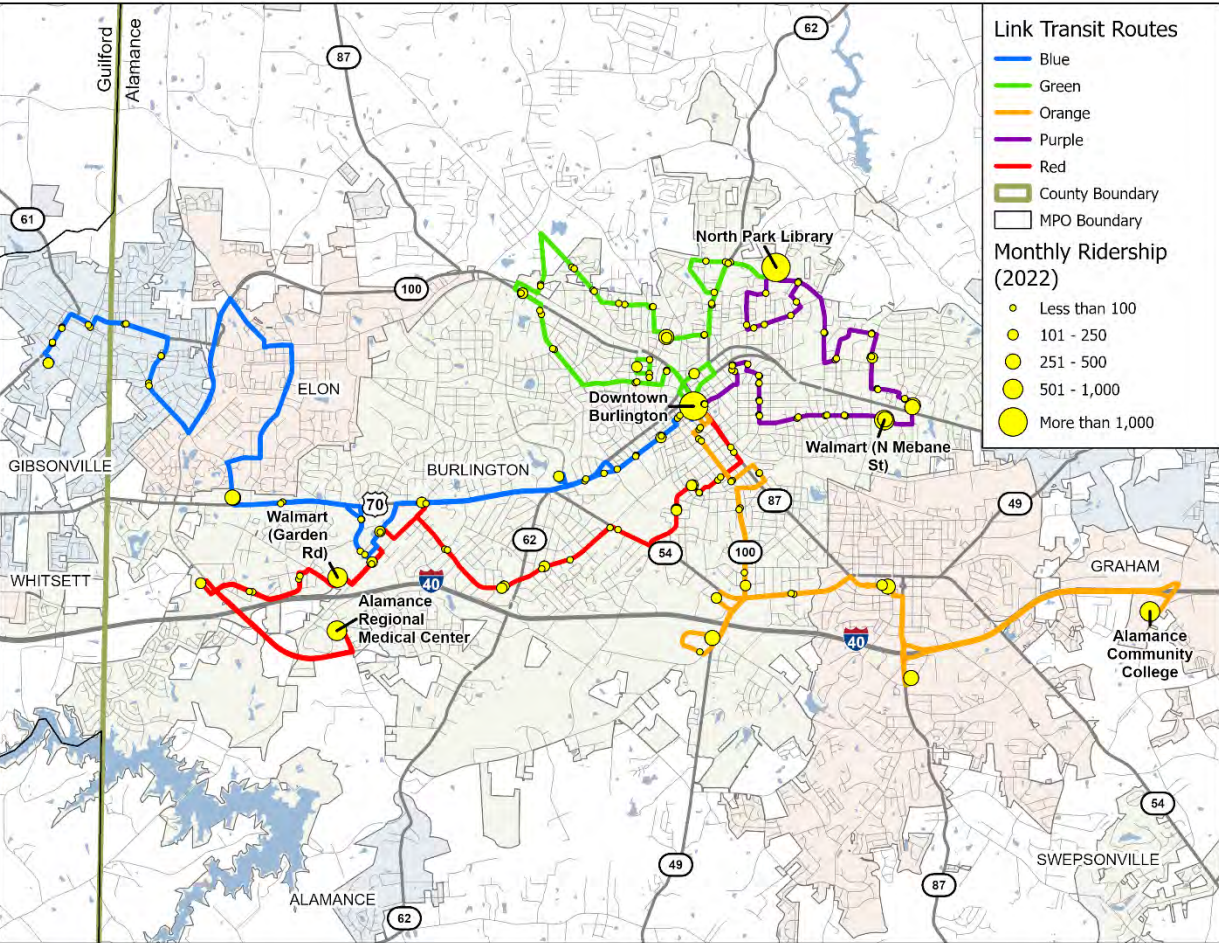 Guilford
Alamance
87
62
61
100
North Park Library
ELON
Downtown
Burlington
GIBSONVILLE
BURLINGTON
Walmart (N Mebane
St)
70
Walmart
(Garden
Rd)
87
49
62
54
100
WHITSETT
40
GRAHAM
Alamance
Regional
Medical Center
40
Alamance
Community
College
54
49
SWEPSONVILLE
87
ALAMANCE
62
Link Transit Routes
Blue
Green
Orange
Purple
Red
County Boundary
MPO Boundary
Monthly Ridership
(2022)
Less than 100
101 - 250
251 - 500
501 - 1,000
More than 1,000